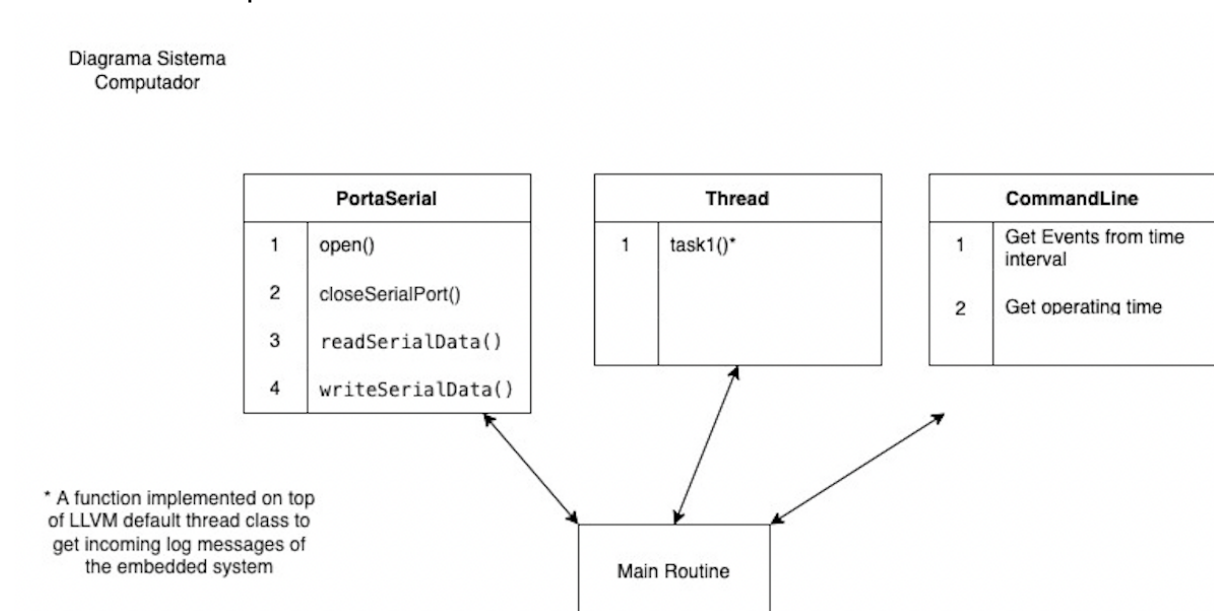 Diagrama Sistema
Computador
PortaSerial
1 open()
2 closeSerialPort()
3 readSerialData()
4 writeSerialData()
Thread
1 task1()*
CommandLine
1 Get Events from time
interval
2 Get operating time
* A function implemented on top
of LLVM default thread class to
get incoming log messages of
the embedded system
Main Routine